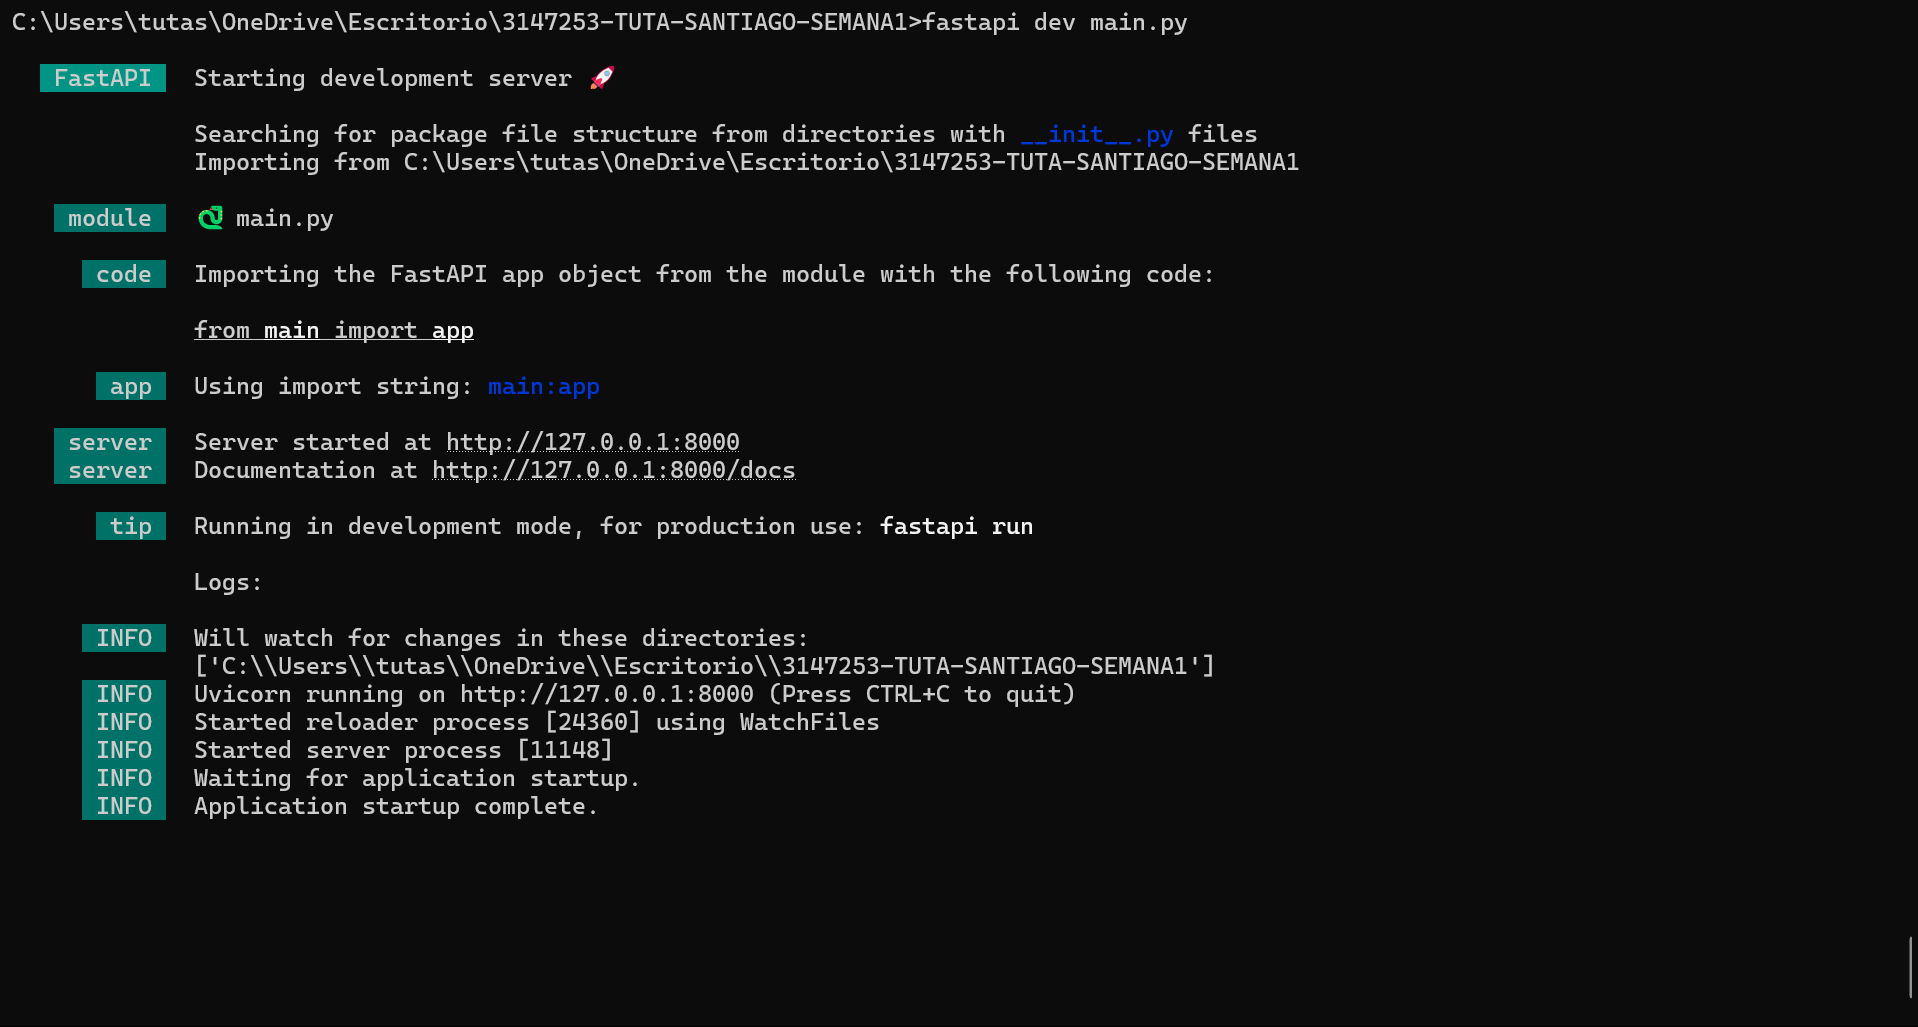 C:\Users\tutas\OneDrive\Escritorio\3147253-TUTA-SANTIAGO-SEMANA1>fastapi dev main.py
FastAPI Starting development server 🚀
Searching for package file structure from directories with __init__.py files
Importing from C:\Users\tutas\OneDrive\Escritorio\3147253-TUTA-SANTIAGO-SEMANA1
module 🐍 main.py
code Importing the FastAPI app object from the module with the following code:
from main import app
app Using import string: main:app
server Server started at http://127.0.0.1:8000
server Documentation at http://127.0.0.1:8000/docs
tip Running in development mode, for production use: fastapi run
Logs:
INFO Will watch for changes in these directories:
['C:\\Users\\tutas\\OneDrive\\Escritorio\\3147253-TUTA-SANTIAGO-SEMANA1']
INFO Uvicorn running on http://127.0.0.1:8000 (Press CTRL+C to quit)
INFO Started reloader process [24360] using WatchFiles
INFO Started server process [11148]
INFO Waiting for application startup.
INFO Application startup complete.